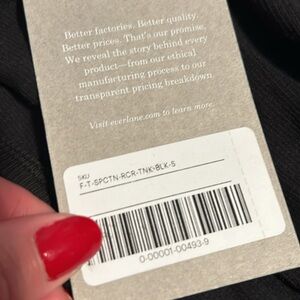 Better factories. Better quality.
Better prices. That's our promise.
We reveal the story behind every
product—from our ethical
manufacturing process to our
transparent pricing breakdown.
Visit everlane.com to learn more.
SKU
F-T-SPCTN-RCR-TNK-BLK-S
0-00001-00493-9